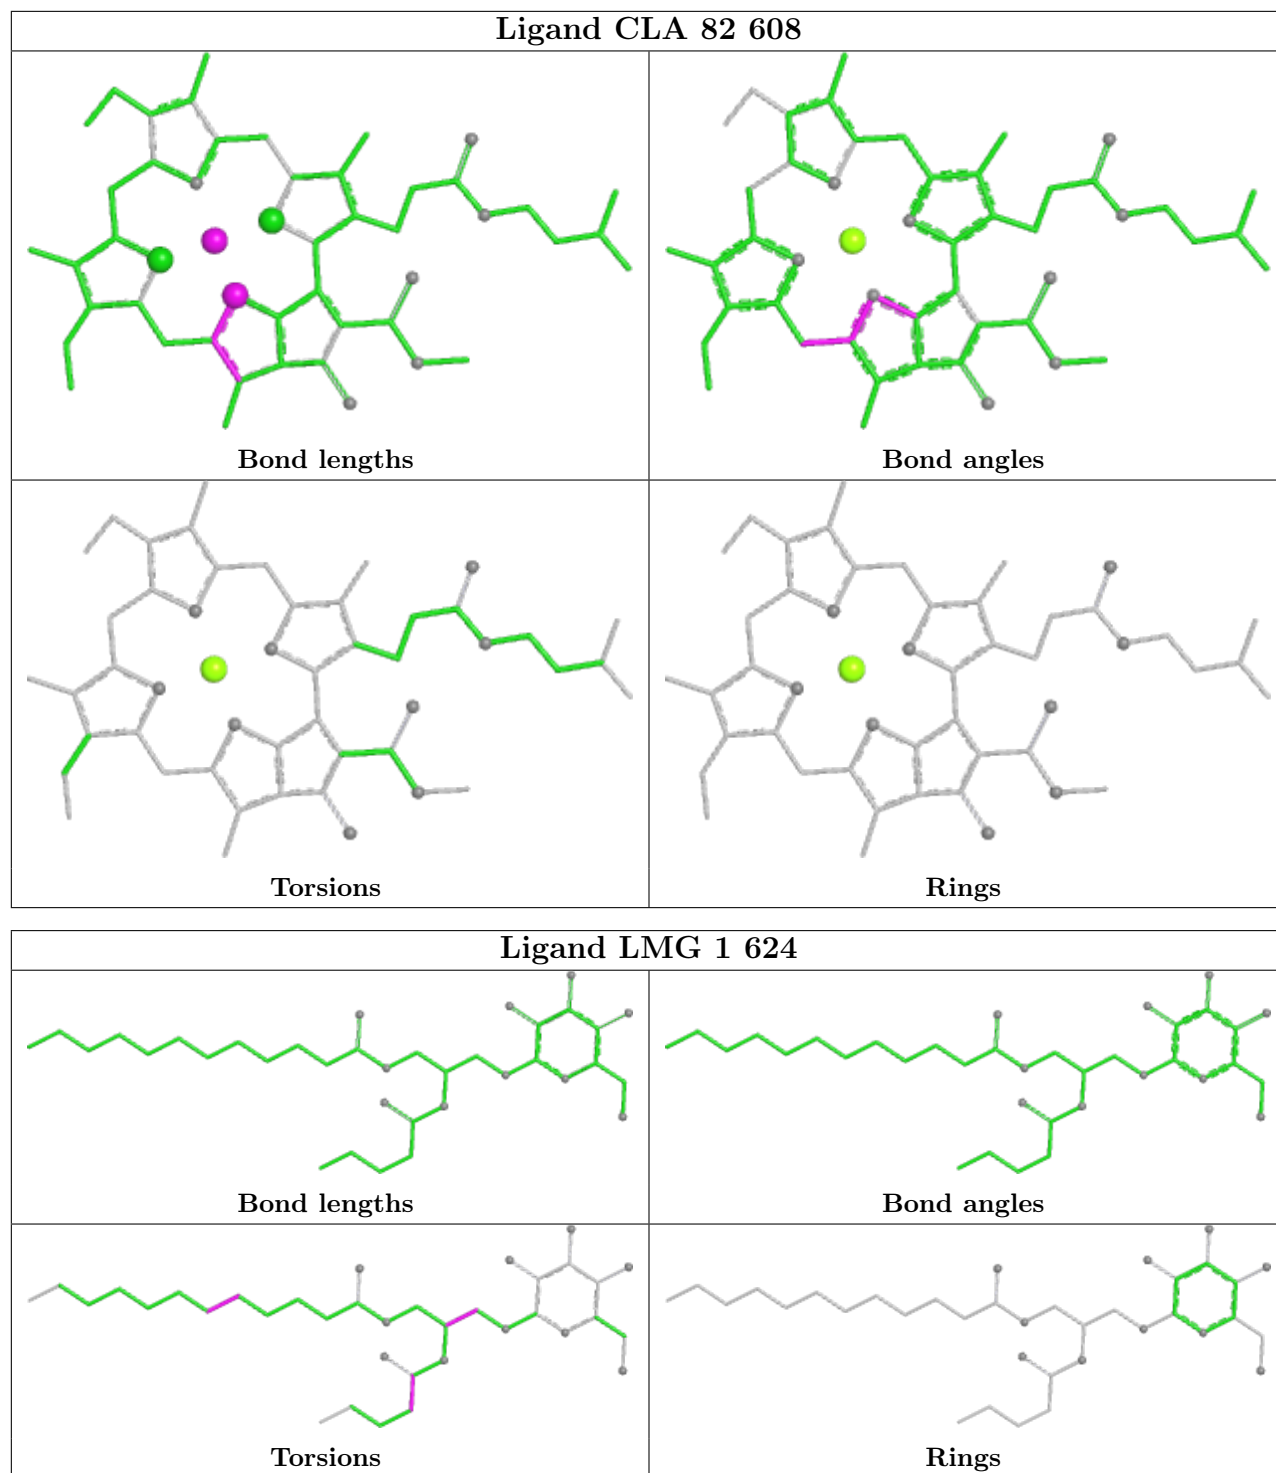 Ligand CLA 82 608
Bond lengths
Bond angles
Torsions
Rings
Ligand LMG 1 624
Bond lengths
Bond angles
Torsions
Rings